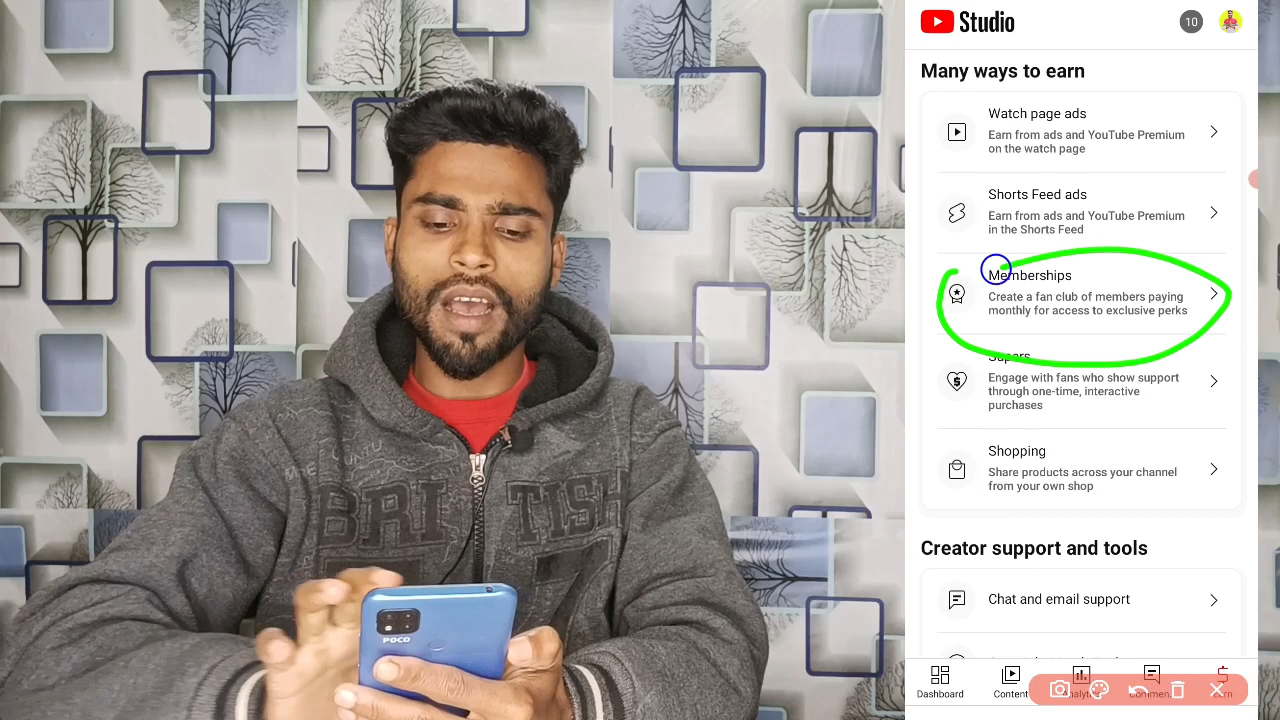 Studio
10
Many ways to earn
Watch page ads
Earn from ads and YouTube Premium
on the watch page
Shorts Feed ads
Earn from ads and YouTube Premium
in the Shorts Feed
Memberships
Create a fan club of members paying
monthly for access to exclusive perks
Supers
Engage with fans who show support
through one-time, interactive
purchases
Shopping
Share products across your channel
from your own shop
Creator support and tools
Chat and email support
Dashboard
Content
BRI TISH
7
POCO